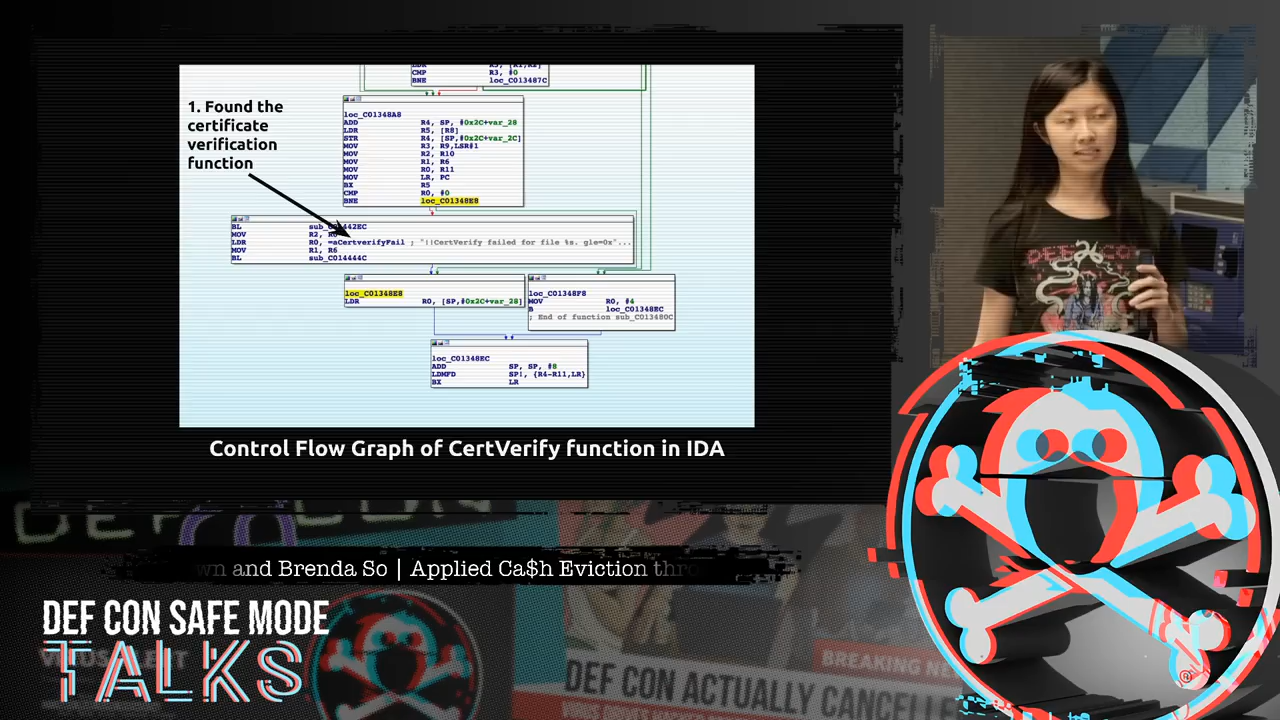 CMP R3, #0
BNE loc_C013487C
1. Found the
certificate
verification
function
loc_C01348A8
ADD R4, SP, #0x2C+var_28
LDR R5, [R8]
STR R4, [SP,#0x2C+var_2C]
MOV R3, R9,LSR#1
MOV R2, R10
MOV R1, R6
MOV R0, R11
MOV LR, PC
BX R5
CMP R0, #0
BNE loc_C01348E8
BL
MOV R2,
LDR R0, =aCertverifyFail ; "!!CertVerify failed for file %s, gle=0x"...
MOV R1, R6
BL sub_C014444C
loc_C01348E8
LDR R0, [SP,#0x2C+var_28]
loc_C01348F8
MOV R0, #4
B loc_C01348EC
; End of function sub_C013480C
loc_C01348EC
ADD SP, SP, #8
LDMFD SP!, {R4-R11,LR}
BX LR
Control Flow Graph of CertVerify function in IDA
DEF CON
wn and Brenda So | Applied Ca$h Eviction thr
DEF CON SAFE MODE
TALKS
BREAKING NE
DEF CON ACTUALLY CANCELLE
®